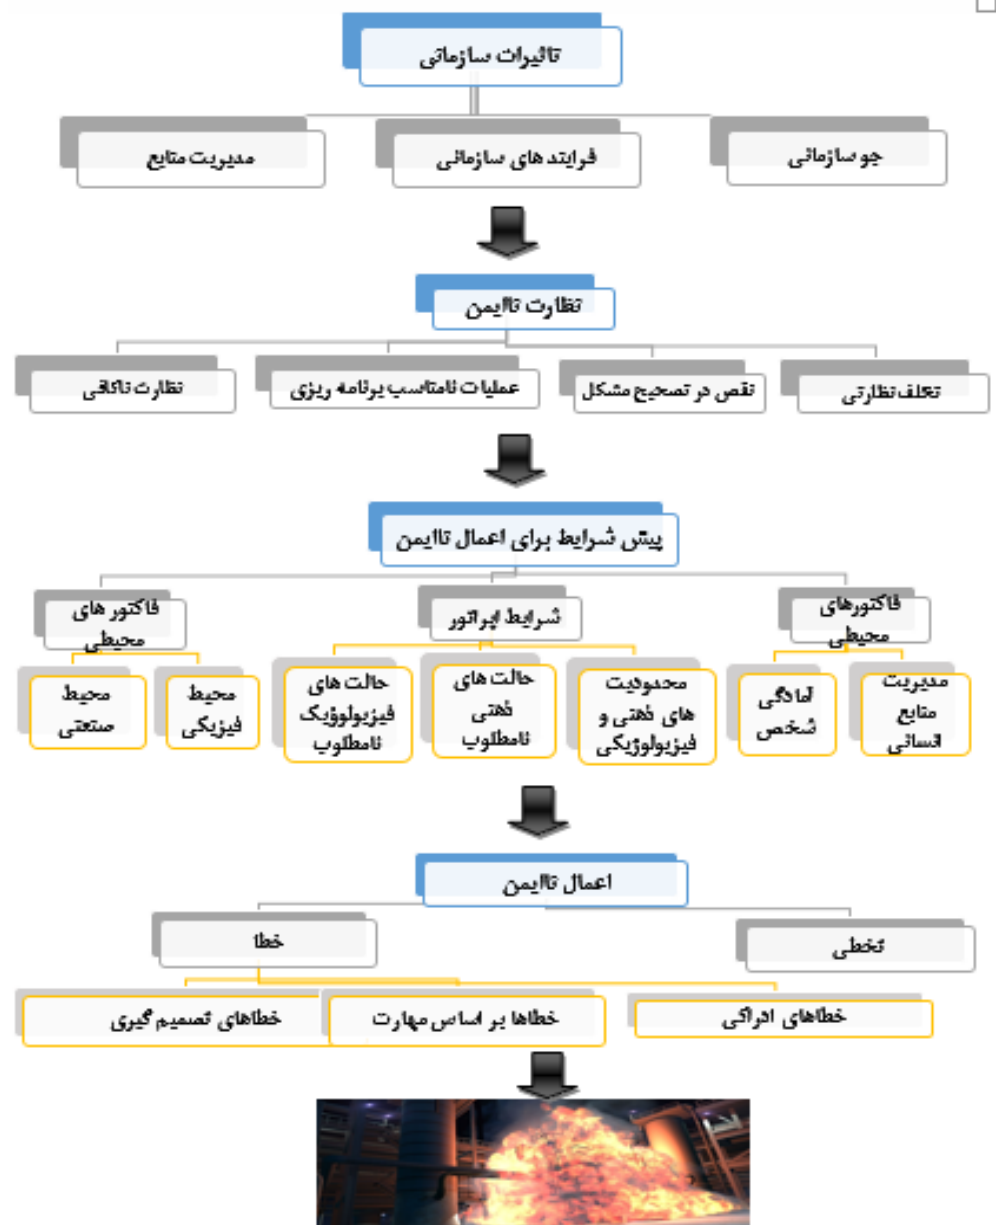 تاثیرات سازمانی
جو سازمانی
فرایندهای سازمانی
مدیریت منابع
نظارت ناایمن
تخلف نظارتی
نقص در تصحیح مشکل
عملیات نامناسب برنامه ریزی
نظارت ناکافی
پیش شرایط برای اعمال ناایمن
فاکتورهای
محیطی
شرایط اپراتور
فاکتور های
محیطی
مدیریت
منابع
انسانی
آمادگی
شخص
محدودیت
های ذهنی و
فیزیولوژیکی
حالت های
ذهنی
نامطلوب
حالت های
فیزیولوؤیک
نامطلوب
محیط
فیزیکی
محیط
صنعتی
اعمال ناایمن
تخطی
خطا
خطاهای ادراکی
خطاها بر اساس مهارت
خطاهای تصمیم گیری